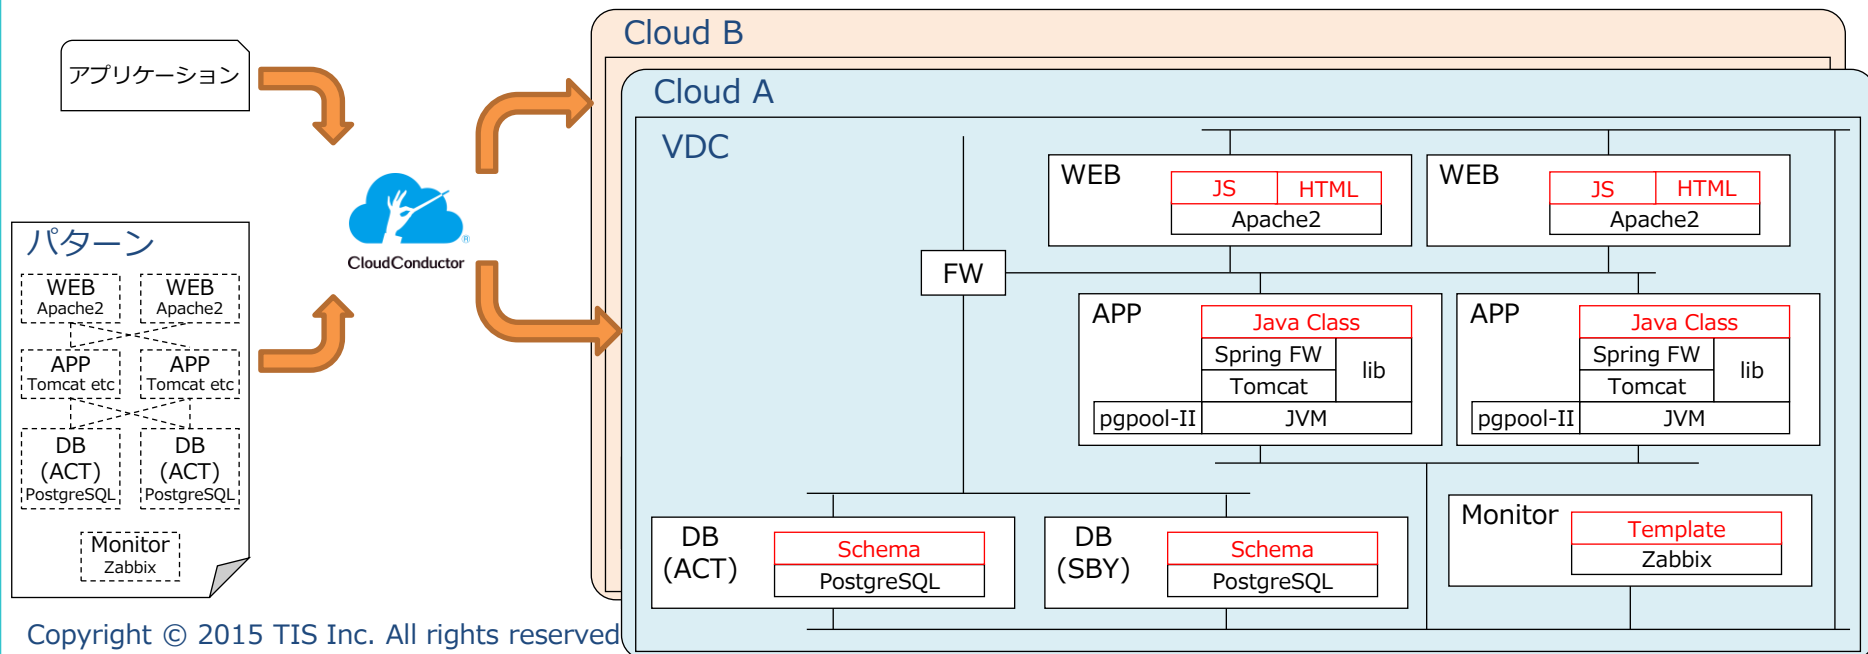 アプリケーション
パターン
WEB
Apache2
WEB
Apache2
APP
Tomcat etc
APP
Tomcat etc
DB
(ACT)
PostgreSQL
DB
(ACT)
PostgreSQL
Monitor
Zabbix
CloudConductor
®
Cloud B
Cloud A
VDC
WEB
JS
HTML
Apache2
WEB
JS
HTML
Apache2
FW
APP
Java Class
Spring FW
lib
Tomcat
pgpool-II
JVM
APP
Java Class
Spring FW
lib
Tomcat
pgpool-II
JVM
DB
(ACT)
Schema
PostgreSQL
DB
(SBY)
Schema
PostgreSQL
Monitor
Template
Zabbix
Copyright © 2015 TIS Inc. All rights reserved